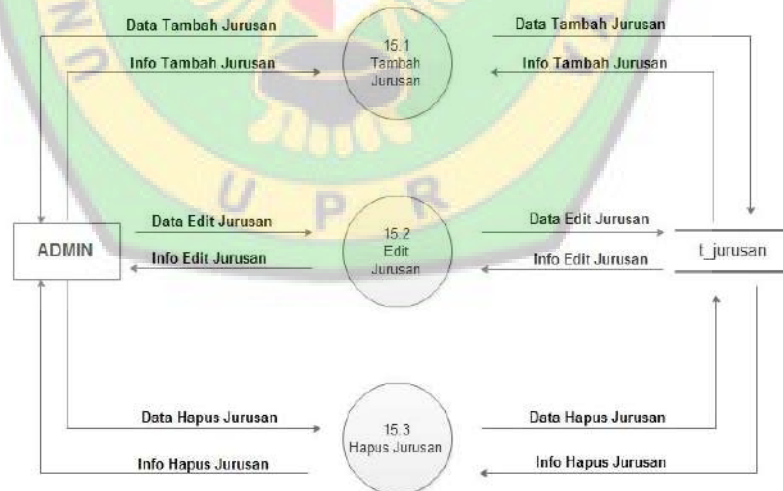 Data Tambah Jurusan
Data Tambah Jurusan
15.1
Tambah
Jurusan
Info Tambah Jurusan
Info Tambah Jurusan
U P R
Data Edit Jurusan
Data Edit Jurusan
15.2
Edit
Jurusan
ADMIN
t_jurusan
Info Edit Jurusan
Info Edit Jurusan
Data Hapus Jurusan
Data Hapus Jurusan
15.3
Hapus Jurusan
Info Hapus Jurusan
Info Hapus Jurusan